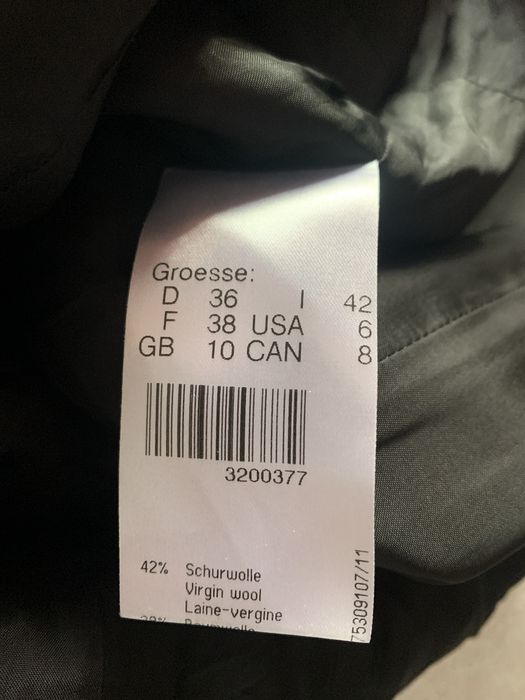 Groesse:
D 36 I 42
F 38 USA 6
GB 10 CAN 8
3200377
42% Schurwolle
Virgin wool
Laine-vergine
75309107/11